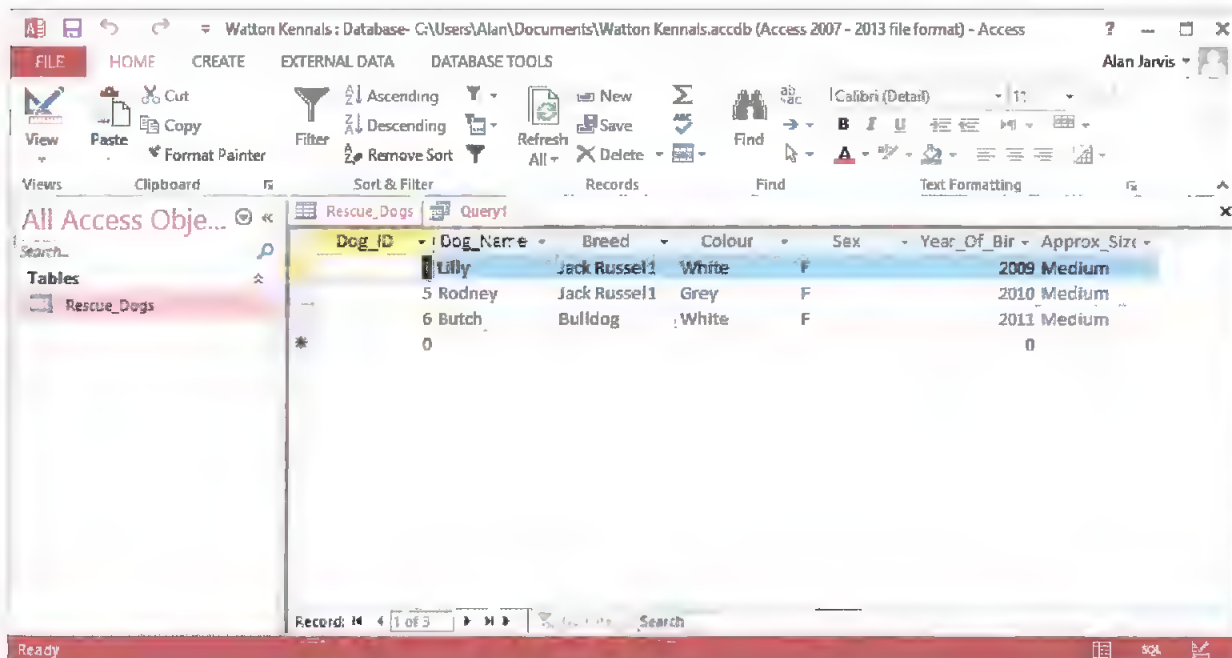 Watton Kennals : Database- C:\Users\Alan\Documents\Watton Kennals.accdb (Access 2007 - 2013 file format) - Access ?
FILE HOME CREATE EXTERNAL DATA DATABASE TOOLS Alan Jarvis
View Paste Cut Copy Format Painter
Filter Ascending Descending Remove Sort
Refresh All New Save Delete
Find
Calibri (Detail) 11
B I U
A
Views Clipboard Sort & Filter Records Find Text Formatting
All Access Obje...
Search...
Tables
Rescue_Dogs
Rescue_Dogs Query1
Dog_ID Dog_Name Breed Colour Sex Year_Of_Bir Approx_Size
Lilly Jack Russel1 White F 2009 Medium
5 Rodney Jack Russel1 Grey F 2010 Medium
6 Butch Bulldog White F 2011 Medium
* 0 0
Record: 1 of 3 Search
Ready SQL